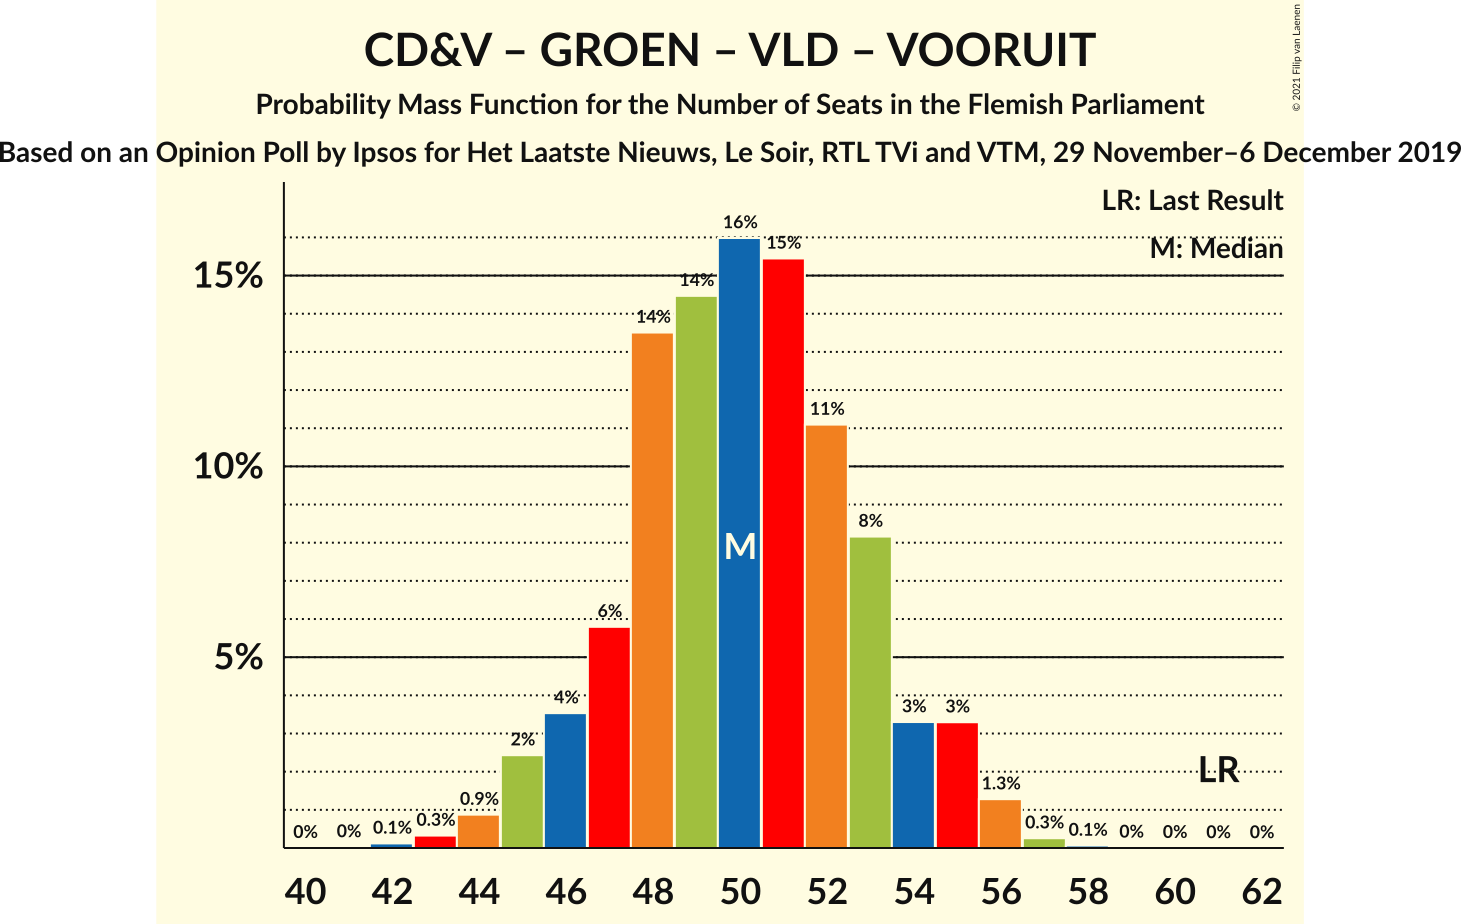 CD&V – GROEN – VLD – VOORUIT
Probability Mass Function for the Number of Seats in the Flemish Parliament
Based on an Opinion Poll by Ipsos for Het Laatste Nieuws, Le Soir, RTL TVi and VTM, 29 November–6 December 2019
© 2021 Filip van Laenen
LR: Last Result
M: Median
15%
10%
5%
0% 0% 0.1% 0.3% 0.9% 2% 4% 6% 14% 14% 16% 15% 11% 8% 3% 3% 1.3% 0.3% 0.1% 0% 0% 0% 0%
M
LR
40 42 44 46 48 50 52 54 56 58 60 62